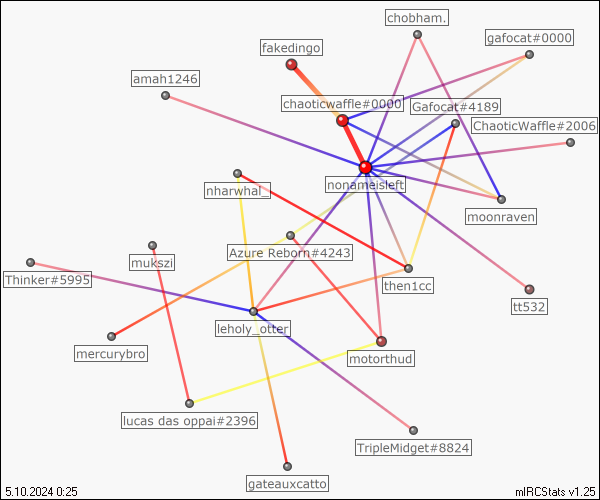 chobham.
gafocat#0000
fakedingo
amah1246
chaoticwaffle#0000
Gafocat#4189
ChaoticWaffle#2006
nonameisleft
nharwhal_
moonraven
Azure Reborn#4243
mukszi
Thinker#5995
then1cc
tt532
leholy_otter
mercurybro
motorthud
lucas das oppai#2396
TripleMidget#8824
gateauxcatto
5.10.2024 0:25
mIRCStats v1.25